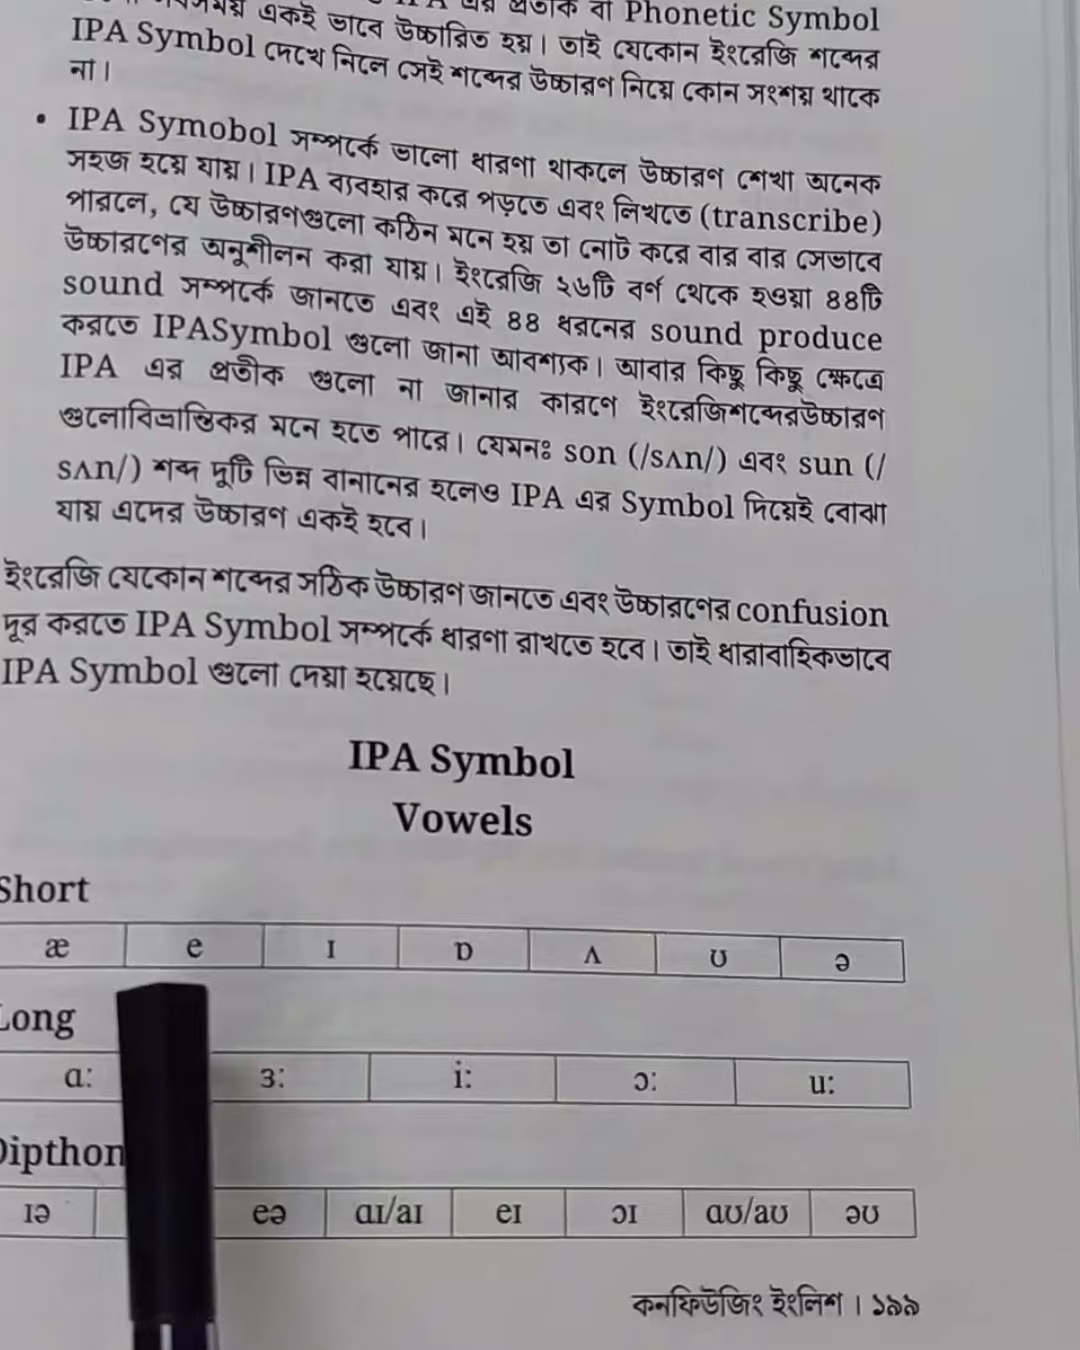 একই ভাবে উচ্চারিত হয়। তাই যেকোন ইংরেজি শব্দের
Phonetic Symbol
IPA Symbol দেখে নিলে সেই শব্দের উচ্চারণ নিয়ে কোন সংশয় থাকে
না।
• IPA Symobol সম্পর্কে ভালো ধারণা থাকলে উচ্চারণ শেখা অনেক
সহজ হয়ে যায়। IPA ব্যবহার করে পড়তে এবং লিখতে (transcribe)
পারলে, যে উচ্চারণগুলো কঠিন মনে হয় তা নোট করে বার বার সেভাবে
উচ্চারণের অনুশীলন করা যায়। ইংরেজি ২৬টি বর্ণ থেকে হওয়া ৪৪টি
sound সম্পর্কে জানতে এবং এই ৪৪ ধরনের sound produce
করতে IPASymbol গুলো জানা আবশ্যক। আবার কিছু কিছু ক্ষেত্রে
IPA এর প্রতীক গুলো না জানার কারণে ইংরেজিশব্দেরউচ্চারণ
গুলোবিভ্রান্তিকর মনে হতে পারে। যেমনঃ son (/sʌn/) এবং sun (/
sʌn/) শব্দ দুটি ভিন্ন বানানের হলেও IPA এর Symbol দিয়েই বোঝা
যায় এদের উচ্চারণ একই হবে।
ইংরেজি যেকোন শব্দের সঠিক উচ্চারণ জানতে এবং উচ্চারণের confusion
দূর করতে IPA Symbol সম্পর্কে ধারণা রাখতে হবে। তাই ধারাবাহিকভাবে
IPA Symbol গুলো দেয়া হয়েছে।
IPA Symbol
Vowels
Short
æ e ɪ ɒ ʌ ʊ ə
Long
ɑ: ɜ: i: ɔ: u:
Dipthon
ɪə eə ɑɪ/aɪ eɪ ɔɪ ɑʊ/aʊ əʊ
কনফিউজিং ইংলিশ । ১৯৯